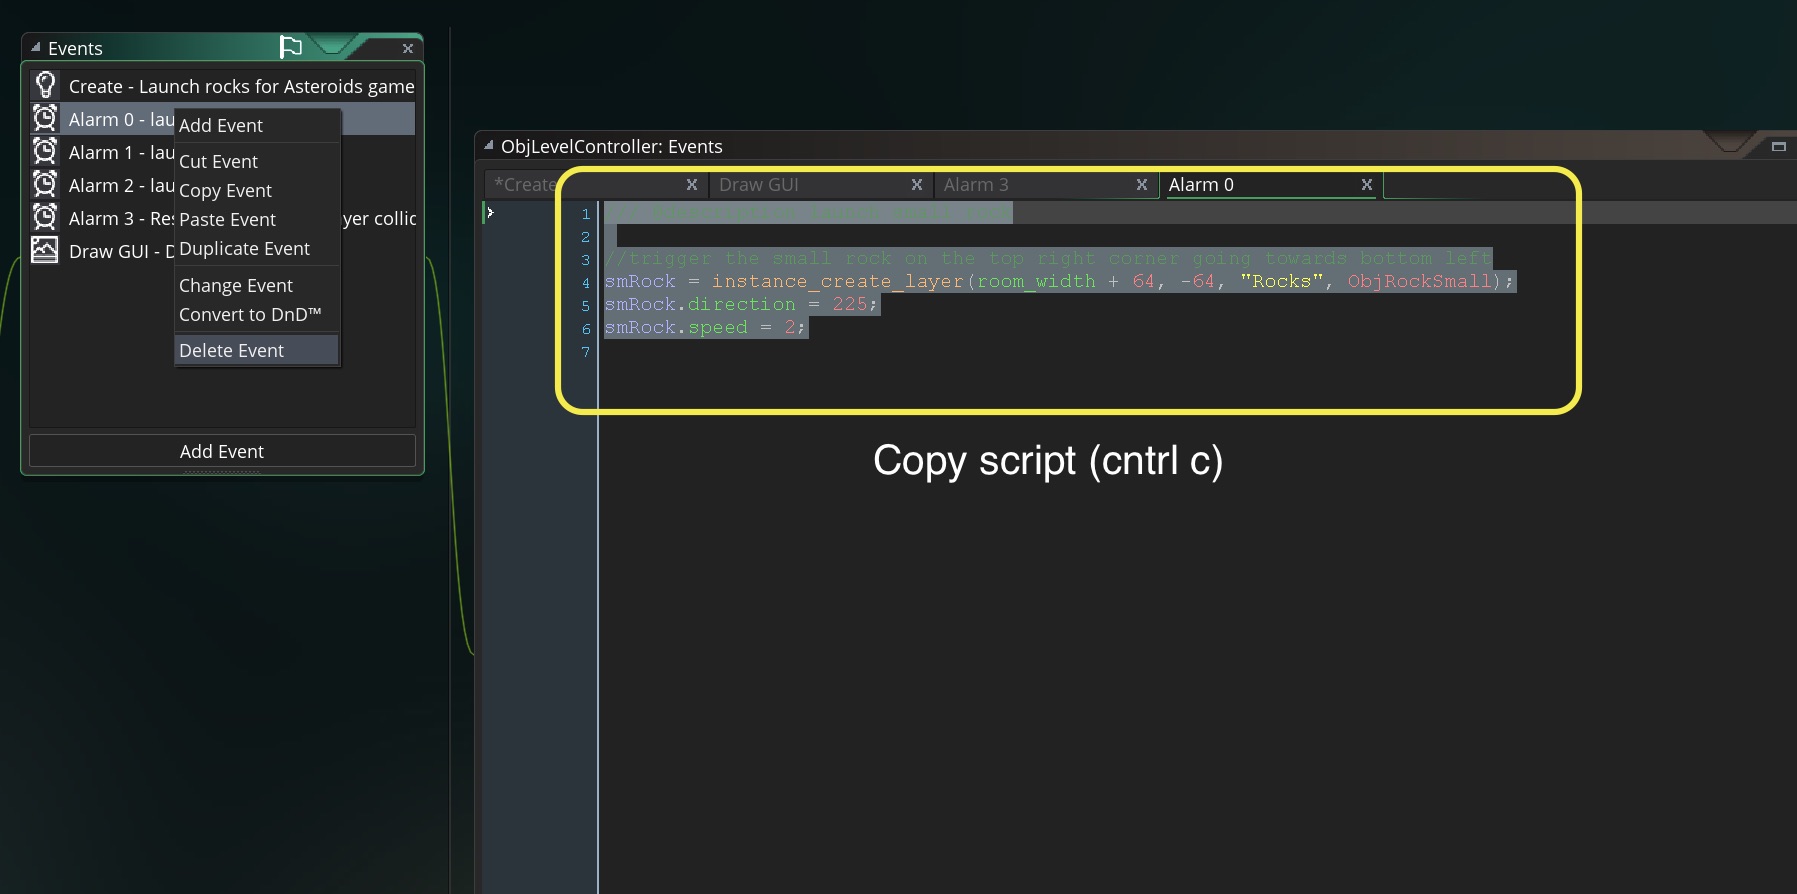 Events
Create - Launch rocks for Asteroids game
Alarm 0 - lau
Alarm 1 - lau
Alarm 2 - lau
Alarm 3 - Res
yer collic
Draw GUI - D
Add Event
Cut Event
Copy Event
Paste Event
Duplicate Event
Change Event
Convert to DnD™
Delete Event
Add Event
ObjLevelController: Events
*Create
Draw GUI
Alarm 3
Alarm 0
1
2
3 //trigger the small rock on the top right corner going towards bottom left
4 smRock = instance_create_layer(room_width + 64, -64, "Rocks", ObjRockSmall);
5 smRock.direction = 225;
6 smRock.speed = 2;
7
Copy script (cntrl c)